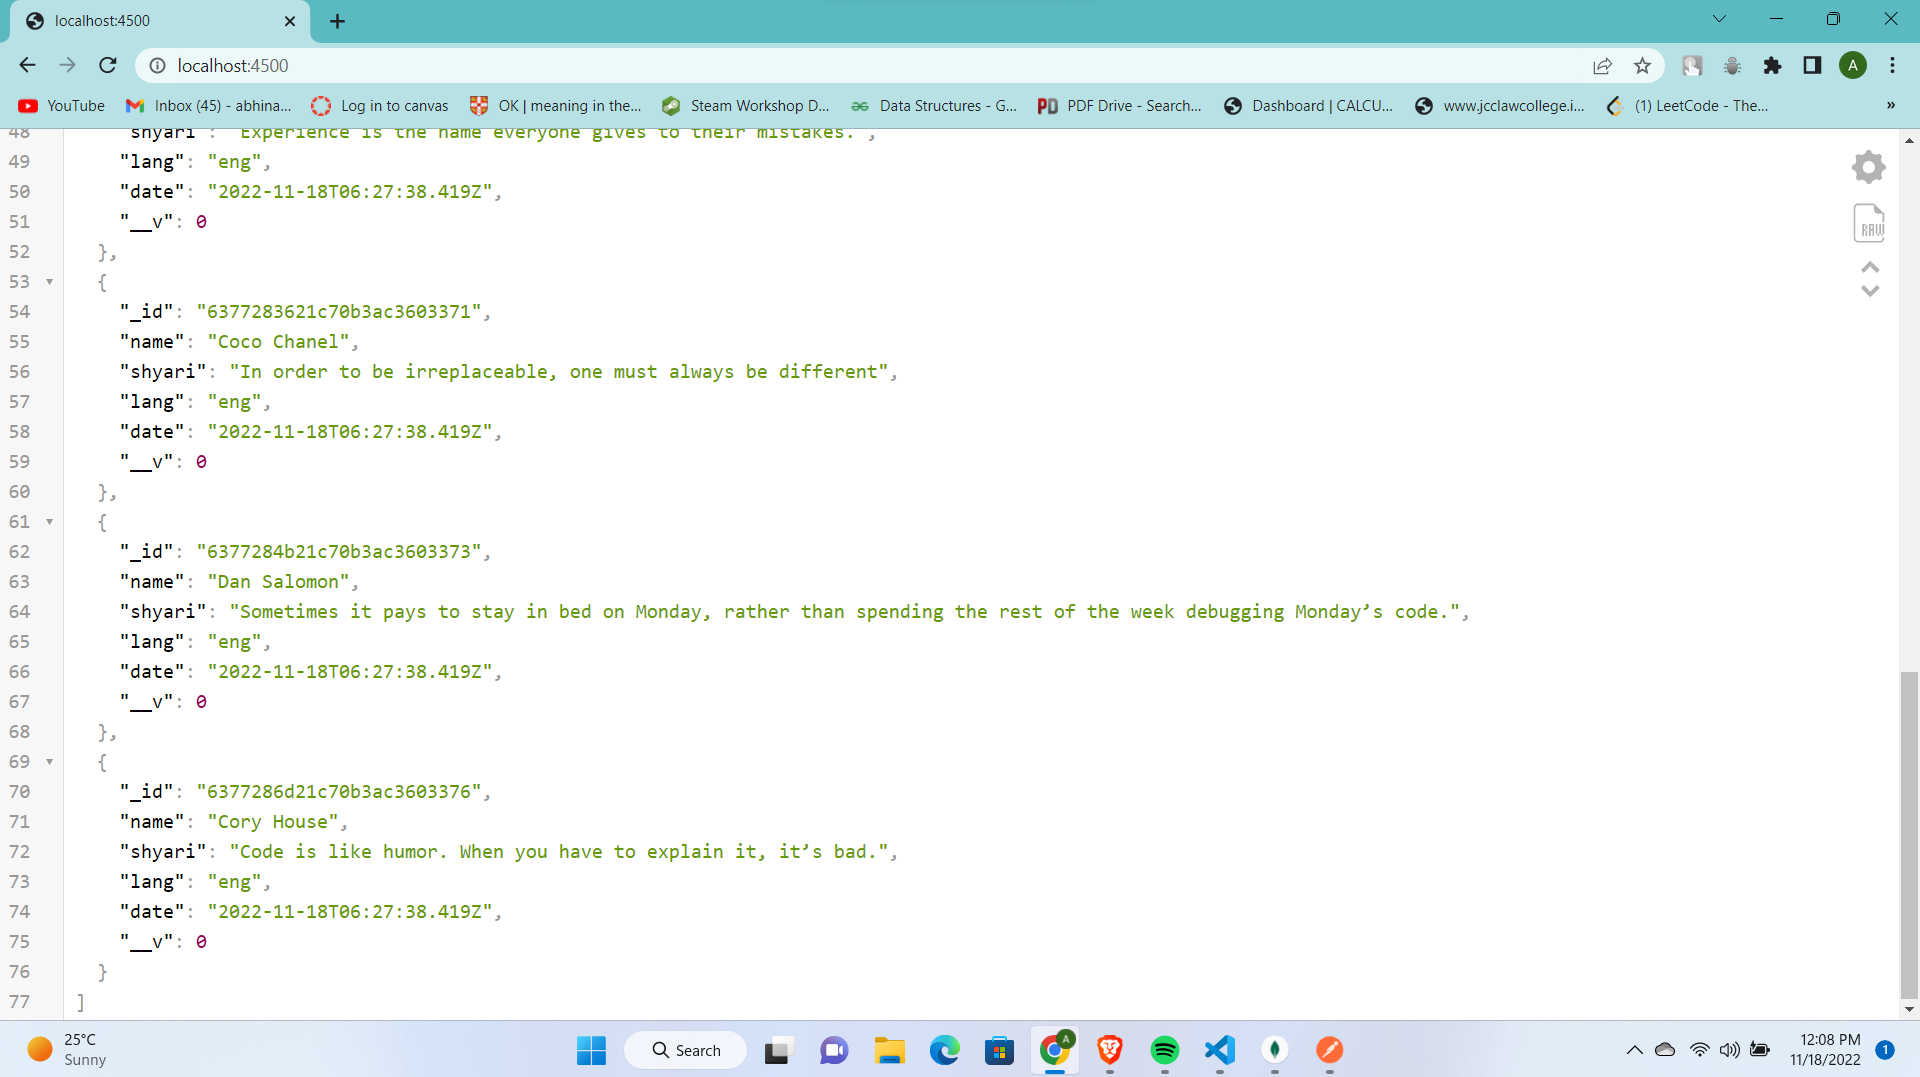 localhost:4500
localhost:4500
A
YouTube
Inbox (45) - abhina...
Log in to canvas
OK | meaning in the...
Steam Workshop D...
Data Structures - G...
PDF Drive - Search...
Dashboard | CALCU...
www.jcclawcollege.i...
(1) LeetCode - The...
»
48 "shyari": "Experience is the name everyone gives to their mistakes.",
49 "lang": "eng",
50 "date": "2022-11-18T06:27:38.419Z",
51 "__v": 0
52 },
53 {
54 "_id": "6377283621c70b3ac3603371",
55 "name": "Coco Chanel",
56 "shyari": "In order to be irreplaceable, one must always be different",
57 "lang": "eng",
58 "date": "2022-11-18T06:27:38.419Z",
59 "__v": 0
60 },
61 {
62 "_id": "6377284b21c70b3ac3603373",
63 "name": "Dan Salomon",
64 "shyari": "Sometimes it pays to stay in bed on Monday, rather than spending the rest of the week debugging Monday’s code.",
65 "lang": "eng",
66 "date": "2022-11-18T06:27:38.419Z",
67 "__v": 0
68 },
69 {
70 "_id": "6377286d21c70b3ac3603376",
71 "name": "Cory House",
72 "shyari": "Code is like humor. When you have to explain it, it’s bad.",
73 "lang": "eng",
74 "date": "2022-11-18T06:27:38.419Z",
75 "__v": 0
76 }
77 ]
RAW
25°C
Sunny
Search
A
12:08 PM
11/18/2022
1